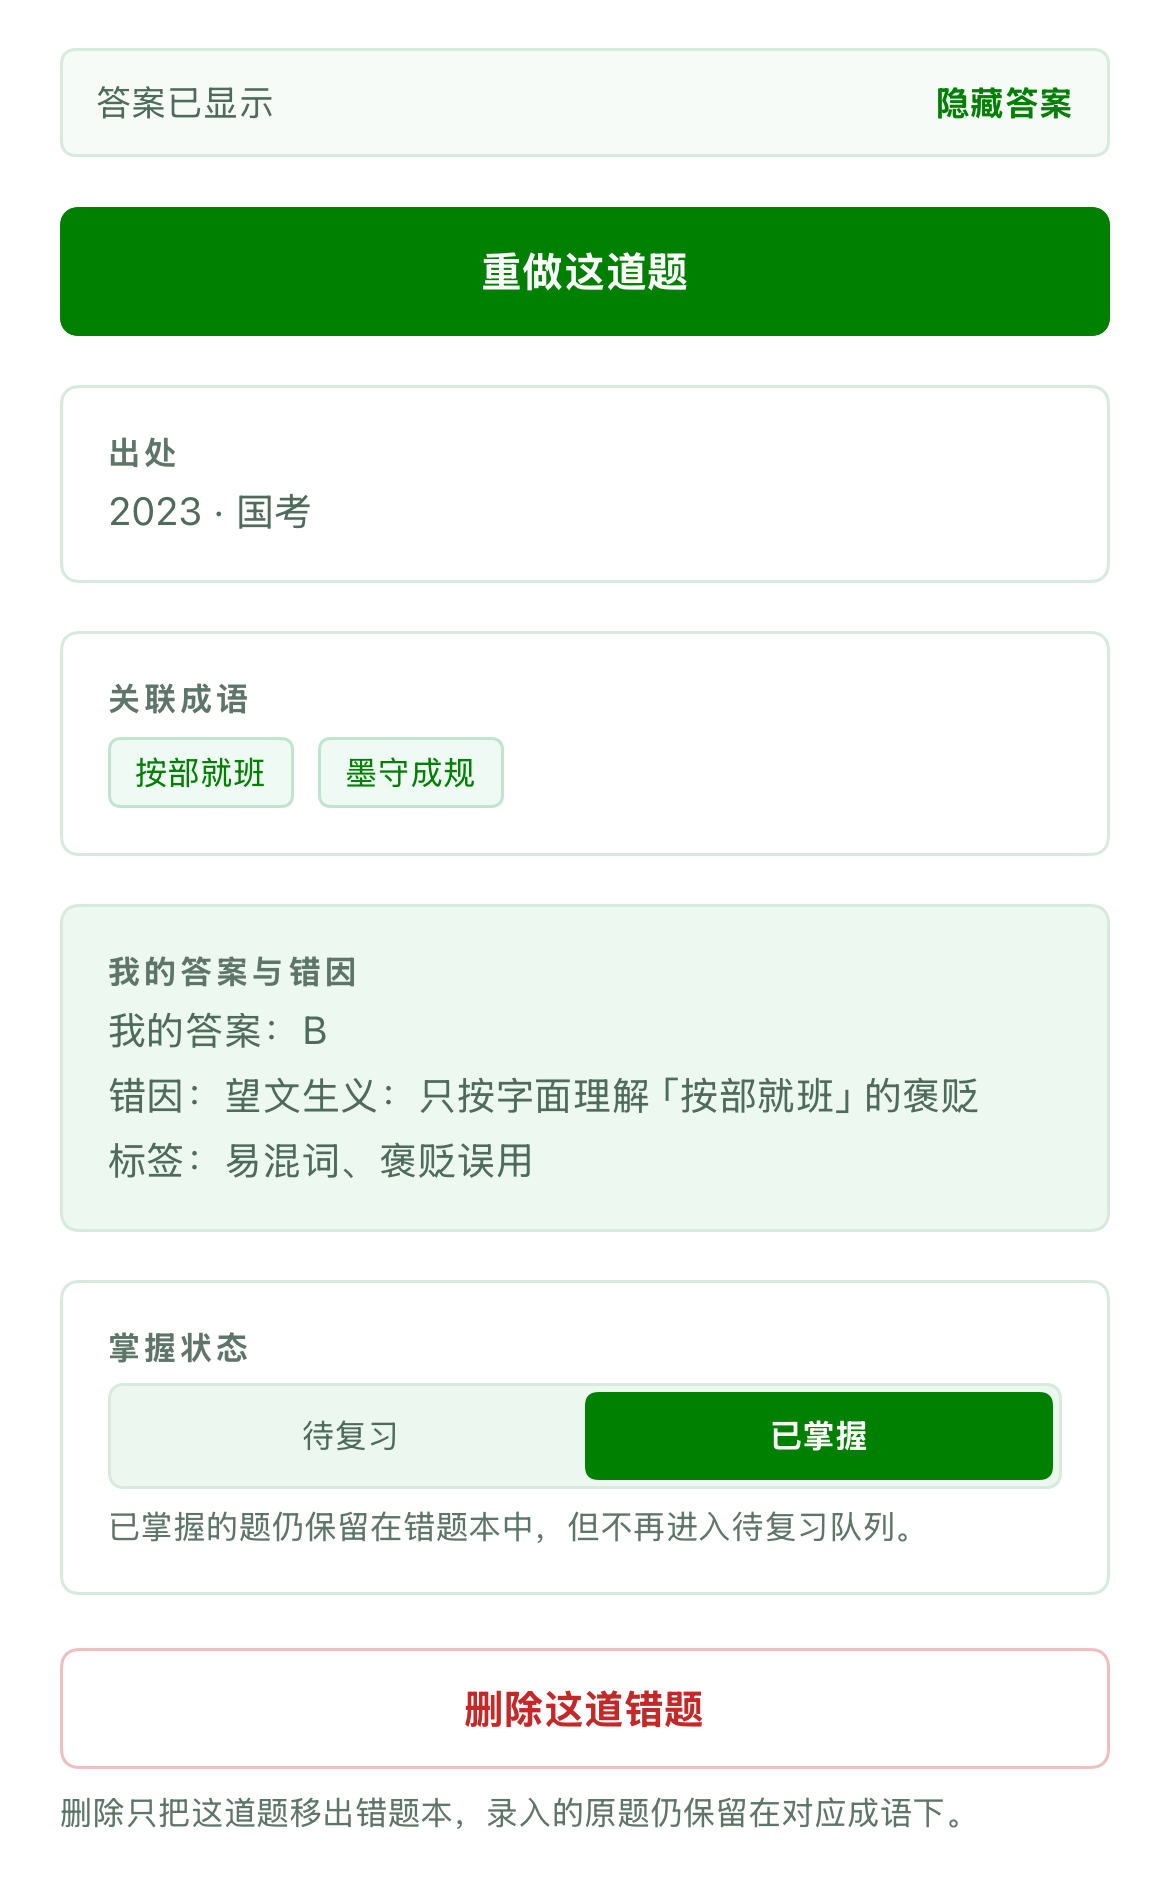 答案已显示 隐藏答案
重做这道题
出处
2023 · 国考
关联成语
按部就班 墨守成规
我的答案与错因
我的答案：B
错因：望文生义：只按字面理解「按部就班」的褒贬
标签：易混词、褒贬误用
掌握状态
待复习 已掌握
已掌握的题仍保留在错题本中，但不再进入待复习队列。
删除这道错题
删除只把这道题移出错题本，录入的原题仍保留在对应成语下。